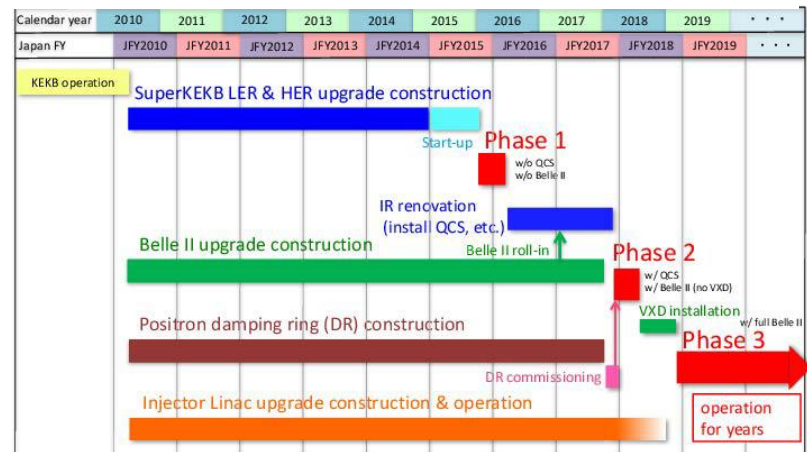 Calendar year 2010 2011 2012 2013 2014 2015 2016 2017 2018 2019 · · ·
Japan FY JFY2010 JFY2011 JFY2012 JFY2013 JFY2014 JFY2015 JFY2016 JFY2017 JFY2018 JFY2019 · · ·
KEKB operation
SuperKEKB LER & HER upgrade construction
Start-up
Phase 1
w/o QCS
w/o Belle II
IR renovation
(install QCS, etc.)
Belle II upgrade construction
Belle II roll-in
Phase 2
w/ QCS
w/ Belle II (no VXD)
VXD installation
w/ full Belle II
Positron damping ring (DR) construction
Phase 3
DR commissioning
Injector Linac upgrade construction & operation
operation
for years